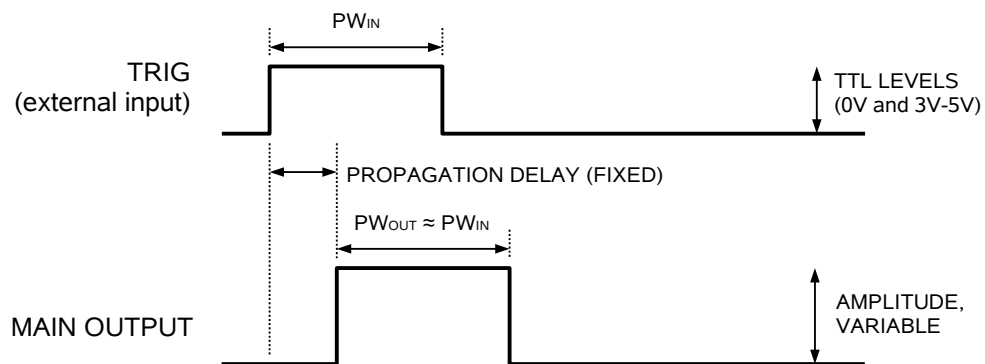 PWIN
TRIG
(external input)
TTL LEVELS
(0V and 3V-5V)
PROPAGATION DELAY (FIXED)
PWOUT ≈ PWIN
MAIN OUTPUT
AMPLITUDE,
VARIABLE